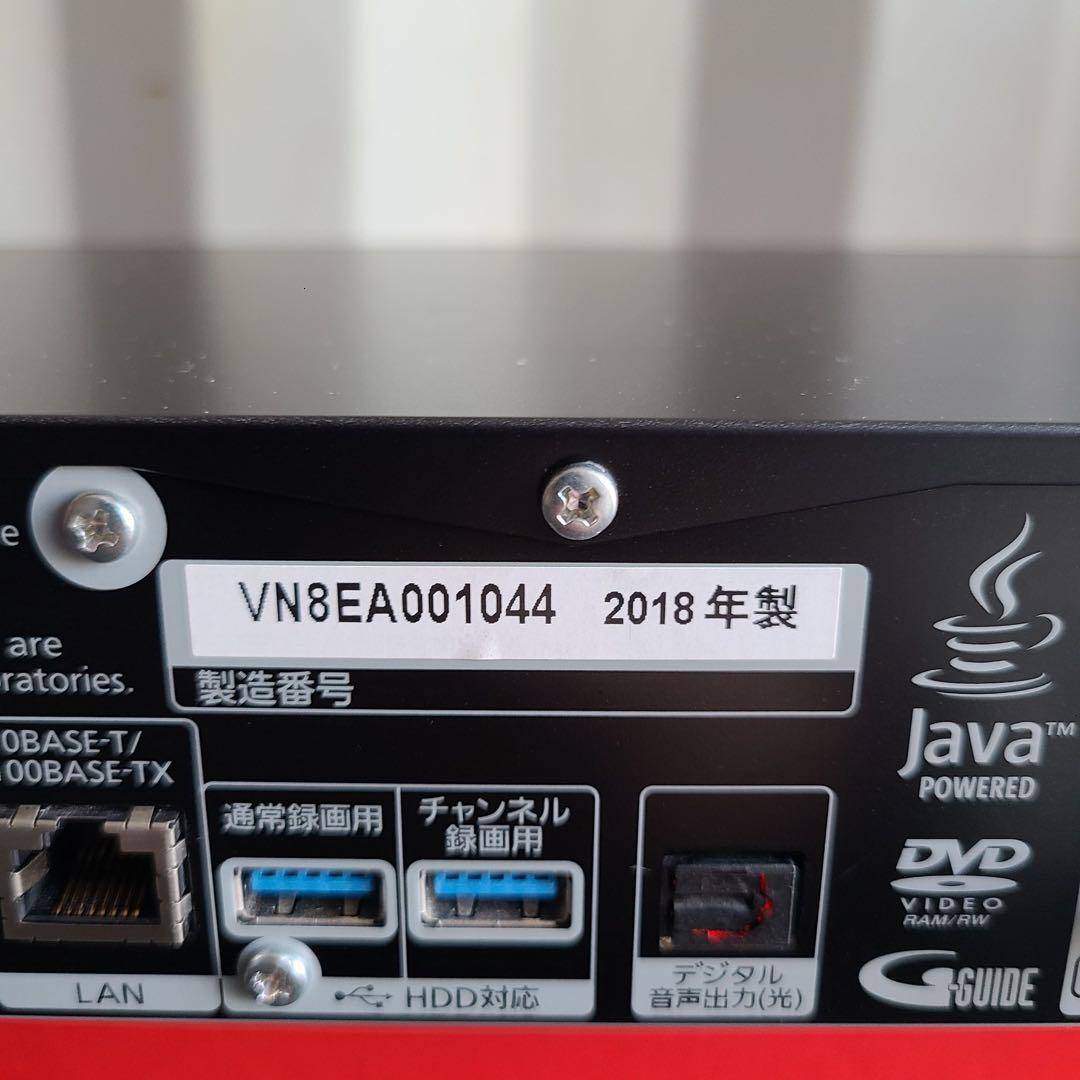 e
are
ratories.
VN8EA001044 2018年製
製造番号
0BASE-T/
100BASE-TX
LAN
通常録画用
チャンネル
録画用
HDD対応
デジタル
音声出力(光)
Java™
POWERED
DVD
VIDEO
RAM/RW
G-GUIDE